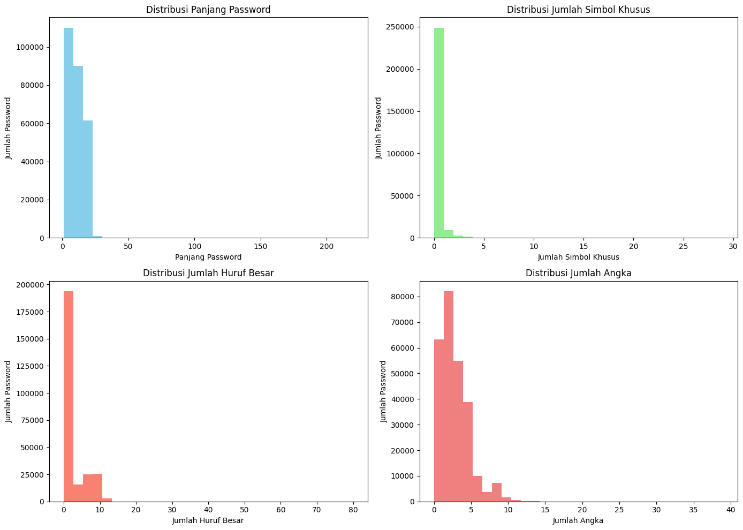 Distribusi Panjang Password
Jumlah Password
100000
80000
60000
40000
20000
0
0 50 100 150 200
Panjang Password
Distribusi Jumlah Simbol Khusus
Jumlah Password
250000
200000
150000
100000
50000
0
0 5 10 15 20 25 30
Jumlah Simbol Khusus
Distribusi Jumlah Huruf Besar
Jumlah Password
200000
175000
150000
125000
100000
75000
50000
25000
0
0 10 20 30 40 50 60 70 80
Jumlah Huruf Besar
Distribusi Jumlah Angka
Jumlah Password
80000
70000
60000
50000
40000
30000
20000
10000
0
0 5 10 15 20 25 30 35 40
Jumlah Angka